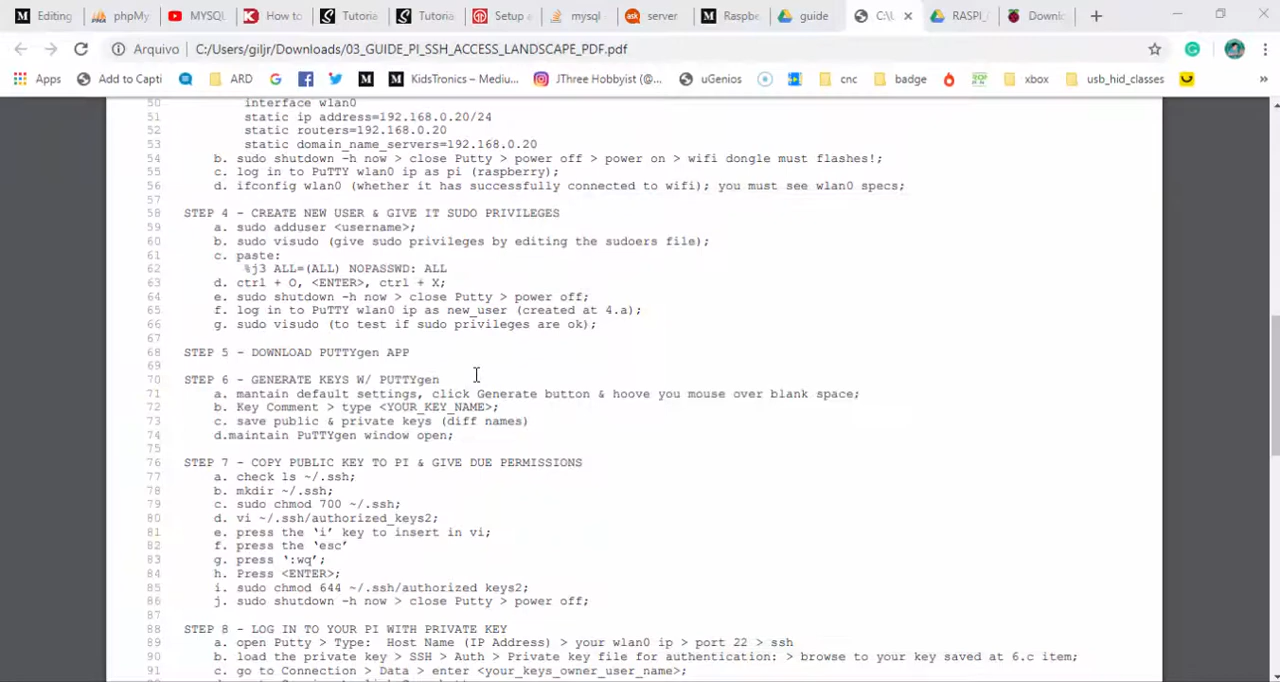 Editing
phpMy
MYSQL
How to
Tutoria
Tutoria
Setup
mysql
server
Raspbe
guide
C:\U
RASPI_
Downlo
Arquivo
C:/Users/giljr/Downloads/03_GUIDE_PI_SSH_ACCESS_LANDSCAPE_PDF.pdf
Apps
Add to Capti
ARD
KidsTronics – Mediu...
JThree Hobbyist (@...
uGenios
cnc
badge
xbox
usb_hid_classes
50 interface wlan0
51 static ip address=192.168.0.20/24
52 static routers=192.168.0.20
53 static domain_name_servers=192.168.0.20
54 b. sudo shutdown -h now > close Putty > power off > power on > wifi dongle must flashes!;
55 c. log in to PuTTY wlan0 ip as pi (raspberry);
56 d. ifconfig wlan0 (whether it has successfully connected to wifi); you must see wlan0 specs;
57
58 STEP 4 - CREATE NEW USER & GIVE IT SUDO PRIVILEGES
59 a. sudo adduser <username>;
60 b. sudo visudo (give sudo privileges by editing the sudoers file);
61 c. paste:
62 %j3 ALL=(ALL) NOPASSWD: ALL
63 d. ctrl + O, <ENTER>, ctrl + X;
64 e. sudo shutdown -h now > close Putty > power off;
65 f. log in to PuTTY wlan0 ip as new_user (created at 4.a);
66 g. sudo visudo (to test if sudo privileges are ok);
67
68 STEP 5 - DOWNLOAD PUTTYgen APP
69
70 STEP 6 - GENERATE KEYS W/ PUTTYgen
71 a. mantain default settings, click Generate button & hoove you mouse over blank space;
72 b. Key Comment > type <YOUR_KEY_NAME>;
73 c. save public & private keys (diff names)
74 d.maintain PuTTYgen window open;
75
76 STEP 7 - COPY PUBLIC KEY TO PI & GIVE DUE PERMISSIONS
77 a. check ls ~/.ssh;
78 b. mkdir ~/.ssh;
79 c. sudo chmod 700 ~/.ssh;
80 d. vi ~/.ssh/authorized_keys2;
81 e. press the ‘i’ key to insert in vi;
82 f. press the ‘esc’
83 g. press ‘:wq’;
84 h. Press <ENTER>;
85 i. sudo chmod 644 ~/.ssh/authorized keys2;
86 j. sudo shutdown -h now > close Putty > power off;
87
88 STEP 8 - LOG IN TO YOUR PI WITH PRIVATE KEY
89 a. open Putty > Type: Host Name (IP Address) > your wlan0 ip > port 22 > ssh
90 b. load the private key > SSH > Auth > Private key file for authentication: > browse to your key saved at 6.c item;
91 c. go to Connection > Data > enter <your_keys_owner_user_name>;